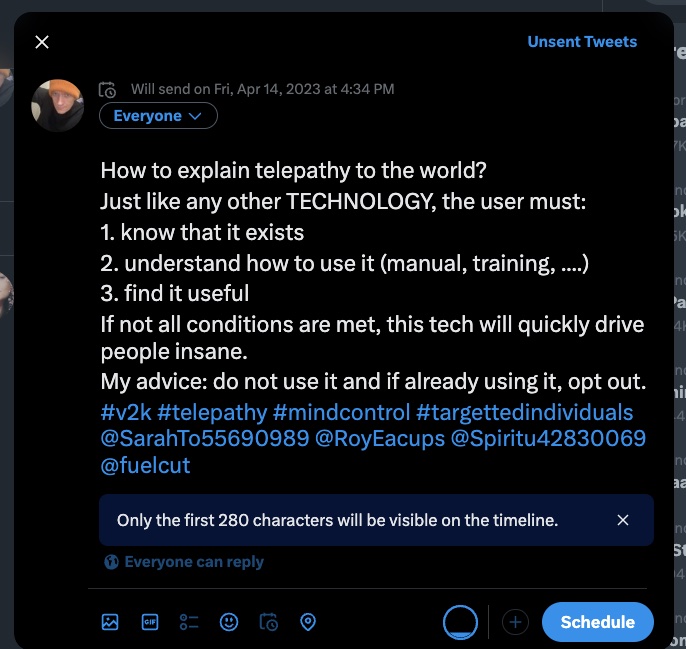 Unsent Tweets
Will send on Fri, Apr 14, 2023 at 4:34 PM
Everyone
How to explain telepathy to the world?
Just like any other TECHNOLOGY, the user must:
1. know that it exists
2. understand how to use it (manual, training, ....)
3. find it useful
If not all conditions are met, this tech will quickly drive
people insane.
My advice: do not use it and if already using it, opt out.
#v2k #telepathy #mindcontrol #targettedindividuals
@SarahTo55690989 @RoyEacups @Spiritu42830069
@fuelcut
Only the first 280 characters will be visible on the timeline.
Everyone can reply
GIF
Schedule